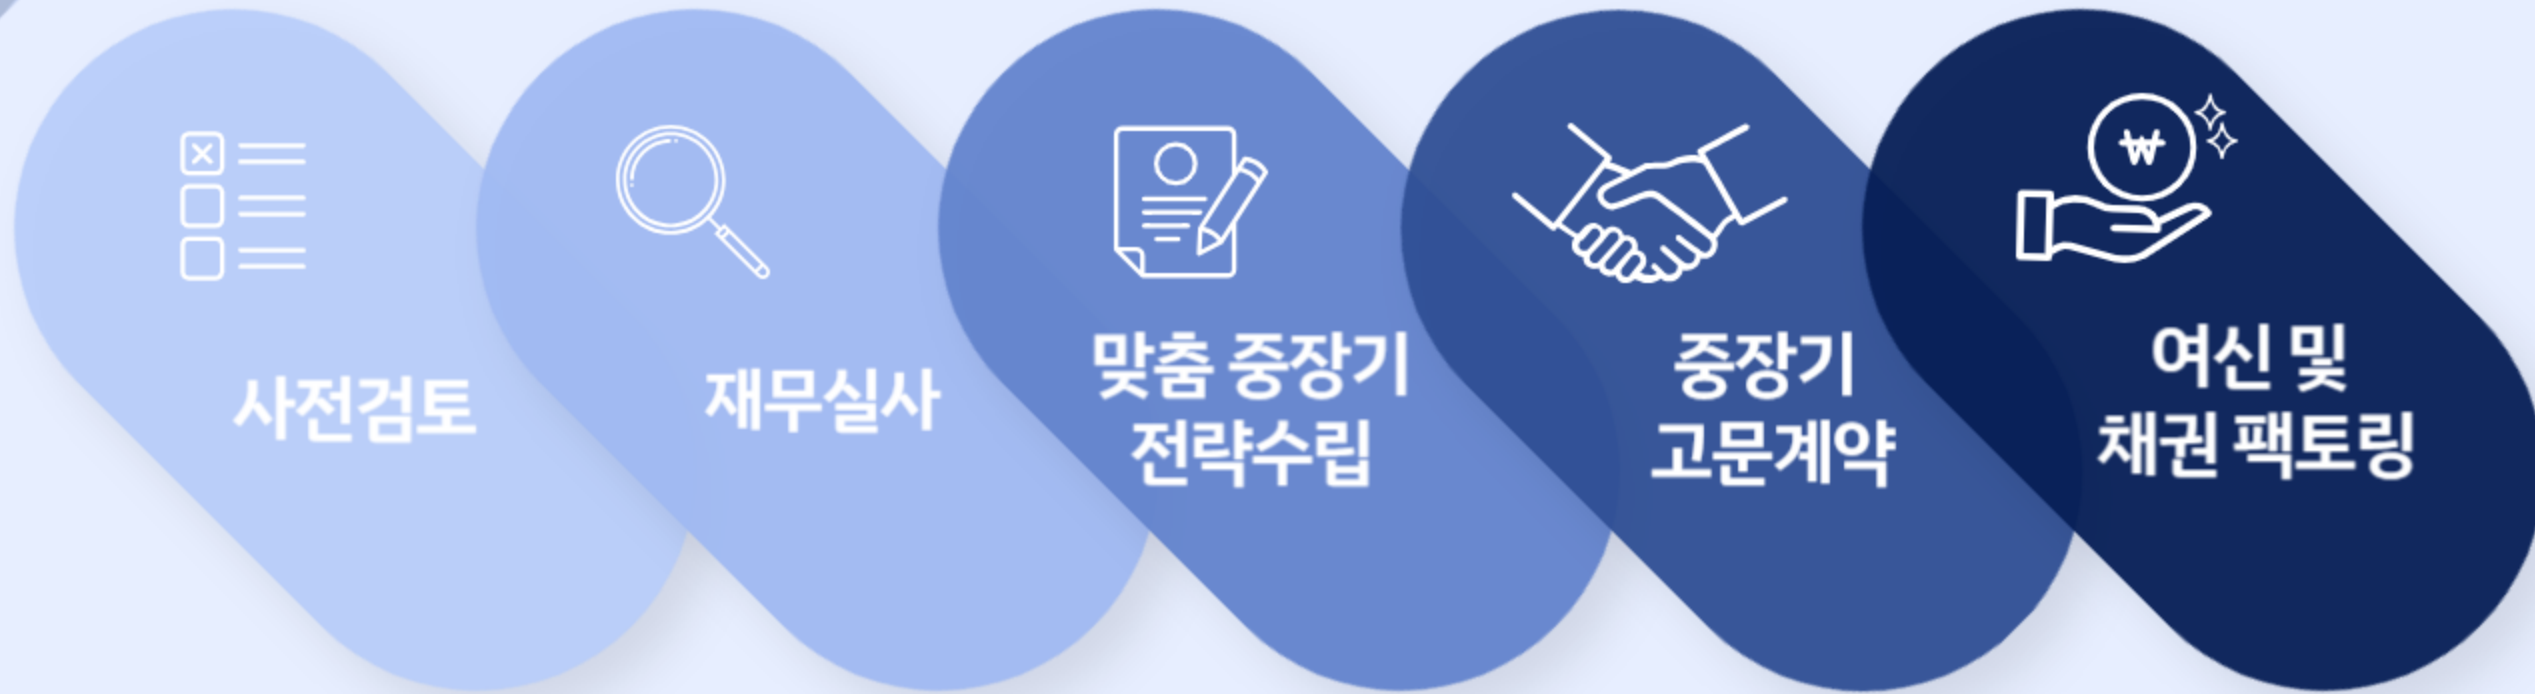 사전검토
재무실사
맞춤 중장기
전략수립
중장기
고문계약
₩
여신 및
채권 팩토링